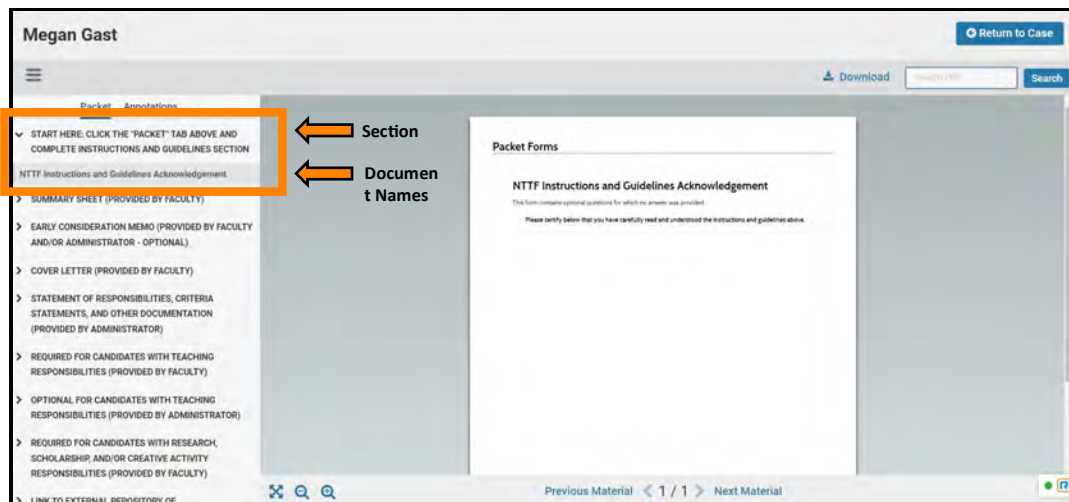 Megan Gast
Return to Case
Download
Search
Packet Annotations
START HERE: CLICK THE "PACKET" TAB ABOVE AND
COMPLETE INSTRUCTIONS AND GUIDELINES SECTION
NTTF Instructions and Guidelines Acknowledgement
SUMMARY SHEET (PROVIDED BY FACULTY)
EARLY CONSIDERATION MEMO (PROVIDED BY FACULTY
AND/OR ADMINISTRATOR - OPTIONAL)
COVER LETTER (PROVIDED BY FACULTY)
STATEMENT OF RESPONSIBILITIES, CRITERIA
STATEMENTS, AND OTHER DOCUMENTATION
(PROVIDED BY ADMINISTRATOR)
REQUIRED FOR CANDIDATES WITH TEACHING
RESPONSIBILITIES (PROVIDED BY FACULTY)
OPTIONAL FOR CANDIDATES WITH TEACHING
RESPONSIBILITIES (PROVIDED BY ADMINISTRATOR)
REQUIRED FOR CANDIDATES WITH RESEARCH,
SCHOLARSHIP, AND/OR CREATIVE ACTIVITY
RESPONSIBILITIES (PROVIDED BY FACULTY)
LINK TO EXTERNAL REPOSITORY OF
Section
Documen
t Names
Packet Forms
NTTF Instructions and Guidelines Acknowledgement
This form contains optional questions for which no answer was provided.
Please certify below that you have carefully read and understood the instructions and guidelines above.
Previous Material 1 / 1 Next Material